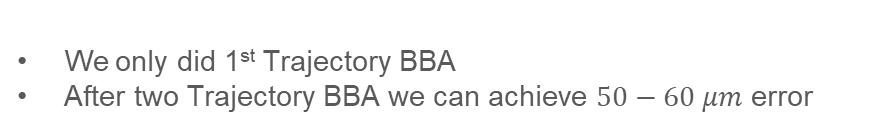 • We only did 1st Trajectory BBA
• After two Trajectory BBA we can achieve 50 – 60 μm error